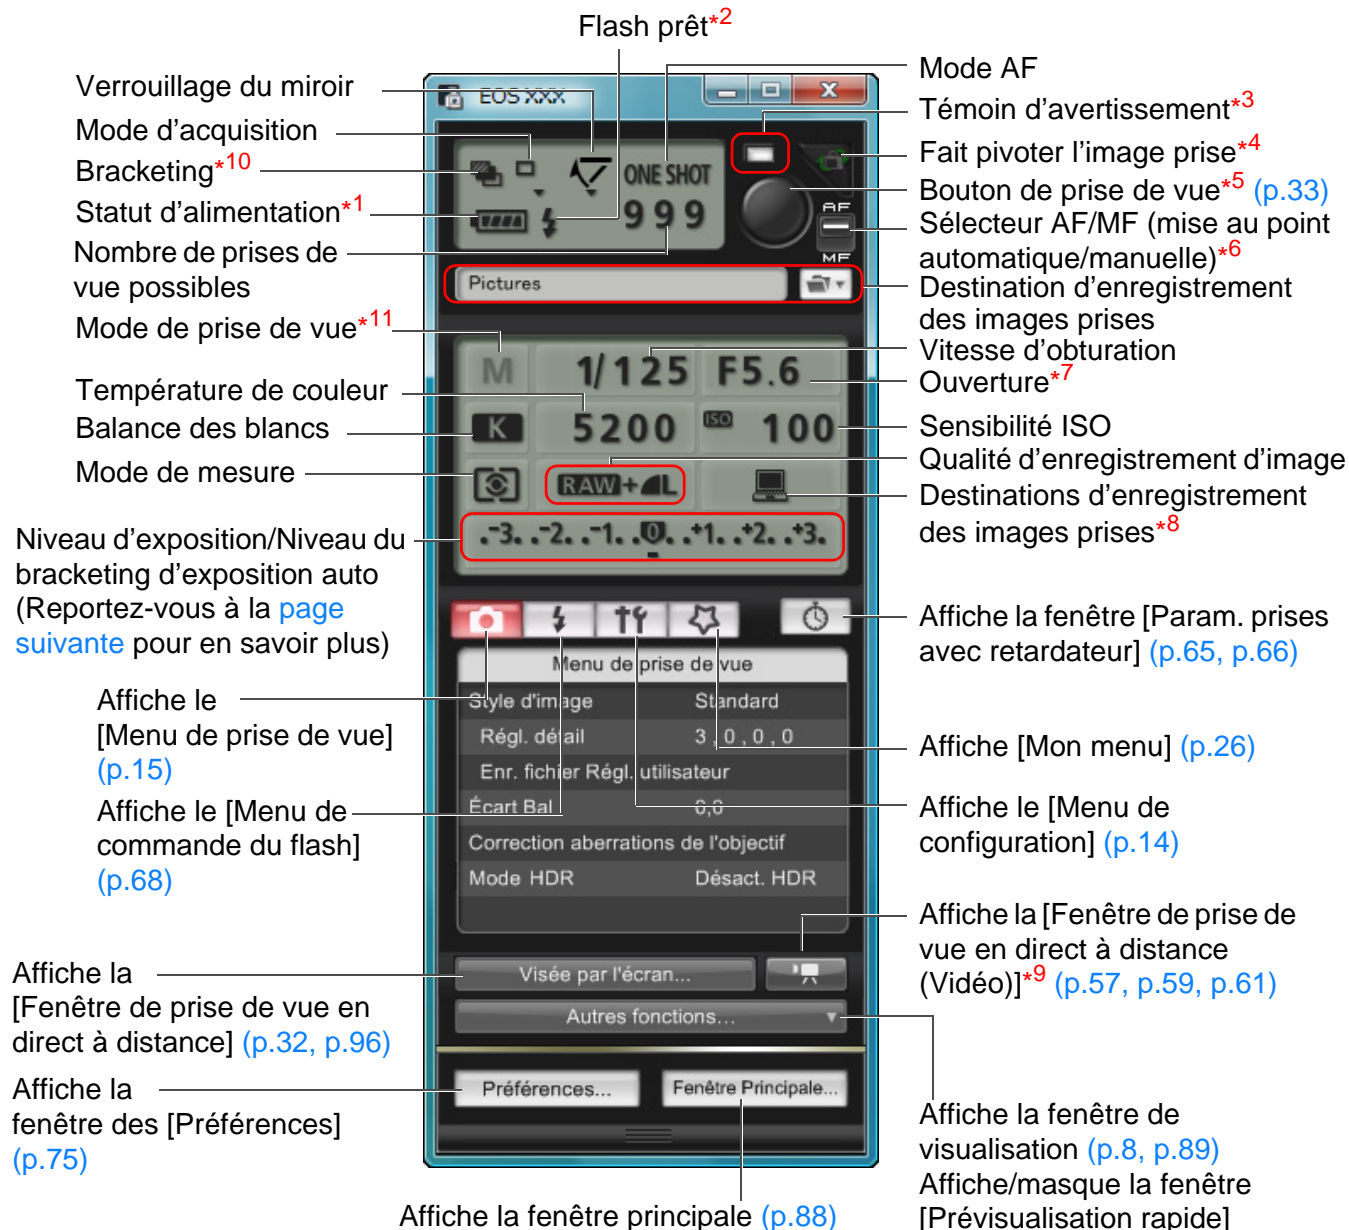 Flash prêt*2
Verrouillage du miroir
Mode d'acquisition
Bracketing*10
Statut d'alimentation*1
Nombre de prises de
vue possibles
Mode de prise de vue*11
Température de couleur
Balance des blancs
Mode de mesure
Niveau d'exposition/Niveau du
bracketing d'exposition auto
(Reportez-vous à la page
suivante pour en savoir plus)
Affiche le
[Menu de prise de vue]
(p.15)
Affiche le [Menu de
commande du flash]
(p.68)
Affiche la
[Fenêtre de prise de vue en
direct à distance] (p.32, p.96)
Affiche la
fenêtre des [Préférences]
(p.75)
EOS XXX
ONE SHOT
999
AF
MF
Pictures
M 1/125 F5.6
K 5200 ISO 100
RAW+L
.-3. .-2. .-1. .0. .+1. .+2. .+3.
Menu de prise de vue
Style d'image Standard
Régl. détail 3 , 0 , 0 , 0
Enr. fichier Régl. utilisateur
Écart Bal 0,0
Correction aberrations de l'objectif
Mode HDR Désact. HDR
Visée par l'écran...
Autres fonctions...
Préférences...
Fenêtre Principale...
Affiche la fenêtre principale (p.88)
Mode AF
Témoin d'avertissement*3
Fait pivoter l'image prise*4
Bouton de prise de vue*5 (p.33)
Sélecteur AF/MF (mise au point
automatique/manuelle)*6
Destination d'enregistrement
des images prises
Vitesse d'obturation
Ouverture*7
Sensibilité ISO
Qualité d'enregistrement d'image
Destinations d'enregistrement
des images prises*8
Affiche la fenêtre [Param. prises
avec retardateur] (p.65, p.66)
Affiche [Mon menu] (p.26)
Affiche le [Menu de
configuration] (p.14)
Affiche la [Fenêtre de prise de
vue en direct à distance
(Vidéo)]*9 (p.57, p.59, p.61)
Affiche la fenêtre de
visualisation (p.8, p.89)
Affiche/masque la fenêtre
[Prévisualisation rapide]